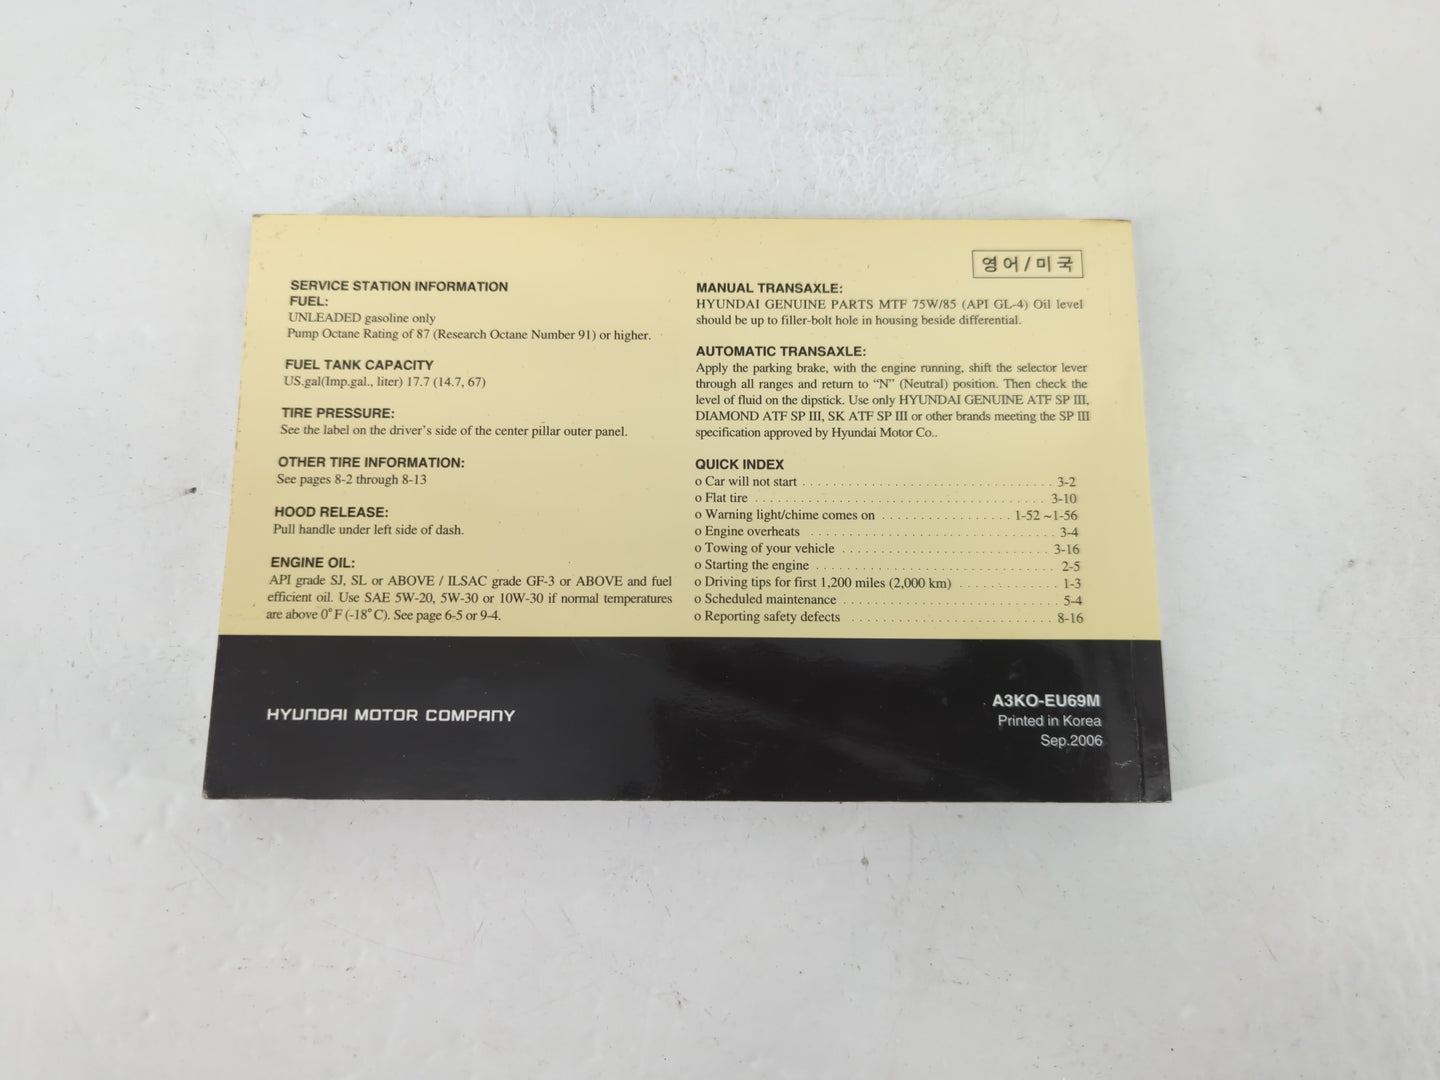 SERVICE STATION INFORMATION
FUEL:
UNLEADED gasoline only
Pump Octane Rating of 87 (Research Octane Number 91) or higher.
FUEL TANK CAPACITY
US.gal(Imp.gal., liter) 17.7 (14.7, 67)
TIRE PRESSURE:
See the label on the driver's side of the center pillar outer panel.
OTHER TIRE INFORMATION:
See pages 8-2 through 8-13
HOOD RELEASE:
Pull handle under left side of dash.
ENGINE OIL:
API grade SJ, SL or ABOVE / ILSAC grade GF-3 or ABOVE and fuel
efficient oil. Use SAE 5W-20, 5W-30 or 10W-30 if normal temperatures
are above 0°F (-18°C). See page 6-5 or 9-4.
영어/미국
MANUAL TRANSAXLE:
HYUNDAI GENUINE PARTS MTF 75W/85 (API GL-4) Oil level
should be up to filler-bolt hole in housing beside differential.
AUTOMATIC TRANSAXLE:
Apply the parking brake, with the engine running, shift the selector lever
through all ranges and return to “N” (Neutral) position. Then check the
level of fluid on the dipstick. Use only HYUNDAI GENUINE ATF SP III,
DIAMOND ATF SP III, SK ATF SP III or other brands meeting the SP III
specification approved by Hyundai Motor Co..
QUICK INDEX
o Car will not start . . . . . . . . . . . . . . . . . . . . 3-2
o Flat tire . . . . . . . . . . . . . . . . . . . . 3-10
o Warning light/chime comes on . . . . . . . . . . . . . . . . 1-52 ~1-56
o Engine overheats . . . . . . . . . . . . . . . . . . . . 3-4
o Towing of your vehicle . . . . . . . . . . . . . . . . . . . . 3-16
o Starting the engine . . . . . . . . . . . . . . . . . . . . 2-5
o Driving tips for first 1,200 miles (2,000 km) . . . . . . . . . . . . 1-3
o Scheduled maintenance . . . . . . . . . . . . . . . . . . . . 5-4
o Reporting safety defects . . . . . . . . . . . . . . . . . . . . 8-16
HYUNDAI MOTOR COMPANY
A3KO-EU69M
Printed in Korea
Sep.2006